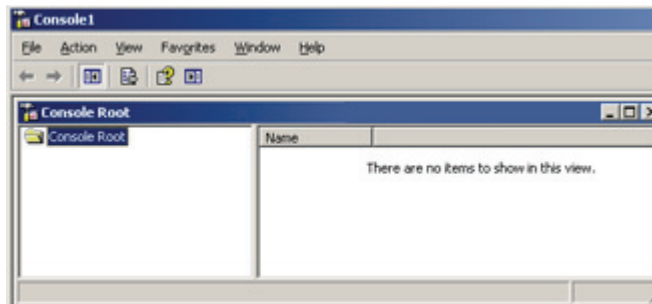 Console1
File Action View Favorites Window Help
Console Root
Console Root
Name
There are no items to show in this view.